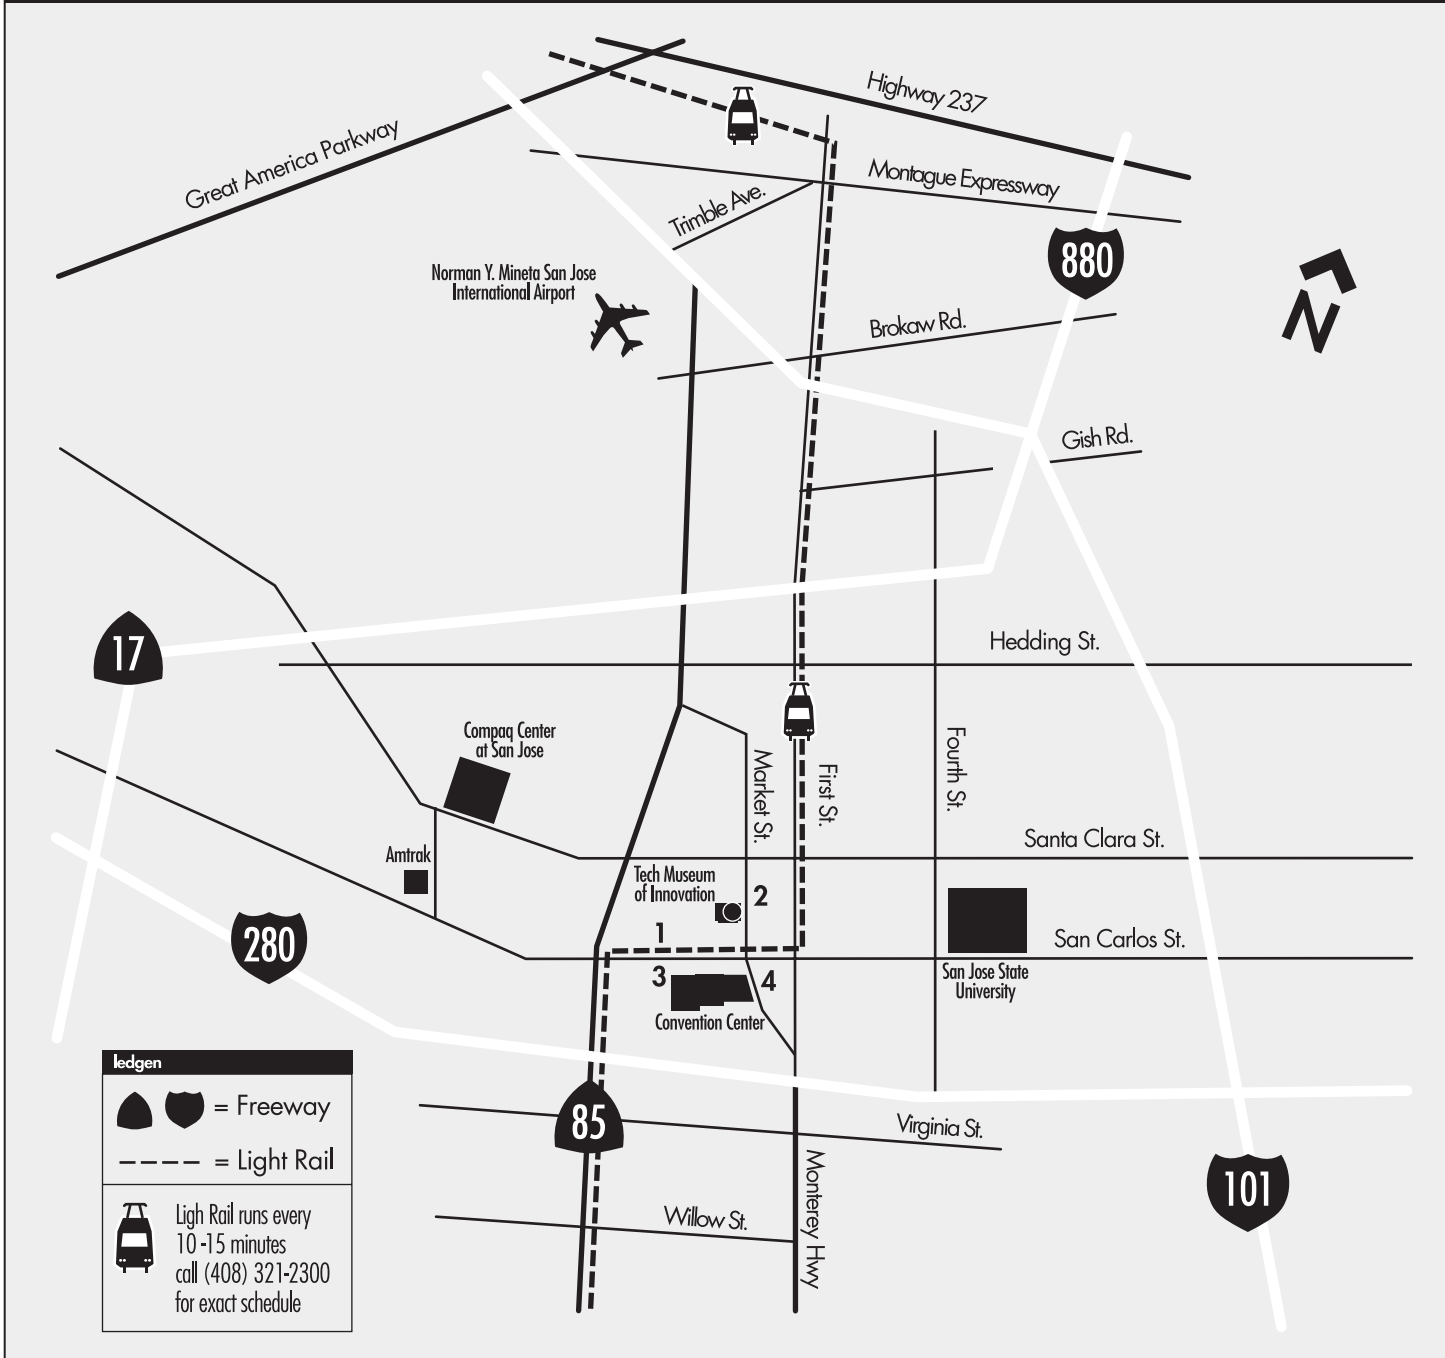 Highway 237
Great America Parkway
Montague Expressway
Trimble Ave.
880
Norman Y. Mineta San Jose
International Airport
N
Brokaw Rd.
Gish Rd.
17
Hedding St.
Compaq Center
at San Jose
Market St.
First St.
Fourth St.
Santa Clara St.
Amtrak
Tech Museum
of Innovation
2
280
1
San Carlos St.
3
4
San Jose State
University
Convention Center
ledgen
= Freeway
= Light Rail
Ligh Rail runs every
10 -15 minutes
call (408) 321-2300
for exact schedule
85
Virginia St.
Monterey Hwy
101
Willow St.